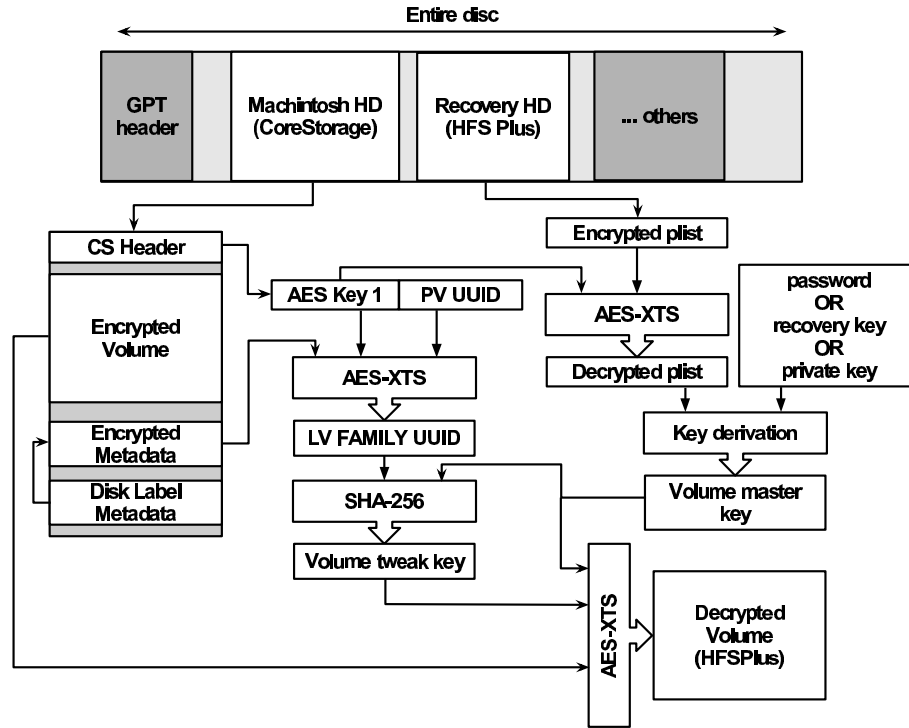 Entire disc
GPT
header
Machintosh HD
(CoreStorage)
Recovery HD
(HFS Plus)
... others
CS Header
Encrypted
Volume
Encrypted
Metadata
Disk Label
Metadata
AES Key 1
PV UUID
AES-XTS
LV FAMILY UUID
SHA-256
Volume tweak key
Encrypted plist
AES-XTS
Decrypted plist
password
OR
recovery key
OR
private key
Key derivation
Volume master
key
AES-XTS
Decrypted
Volume
(HFSPlus)